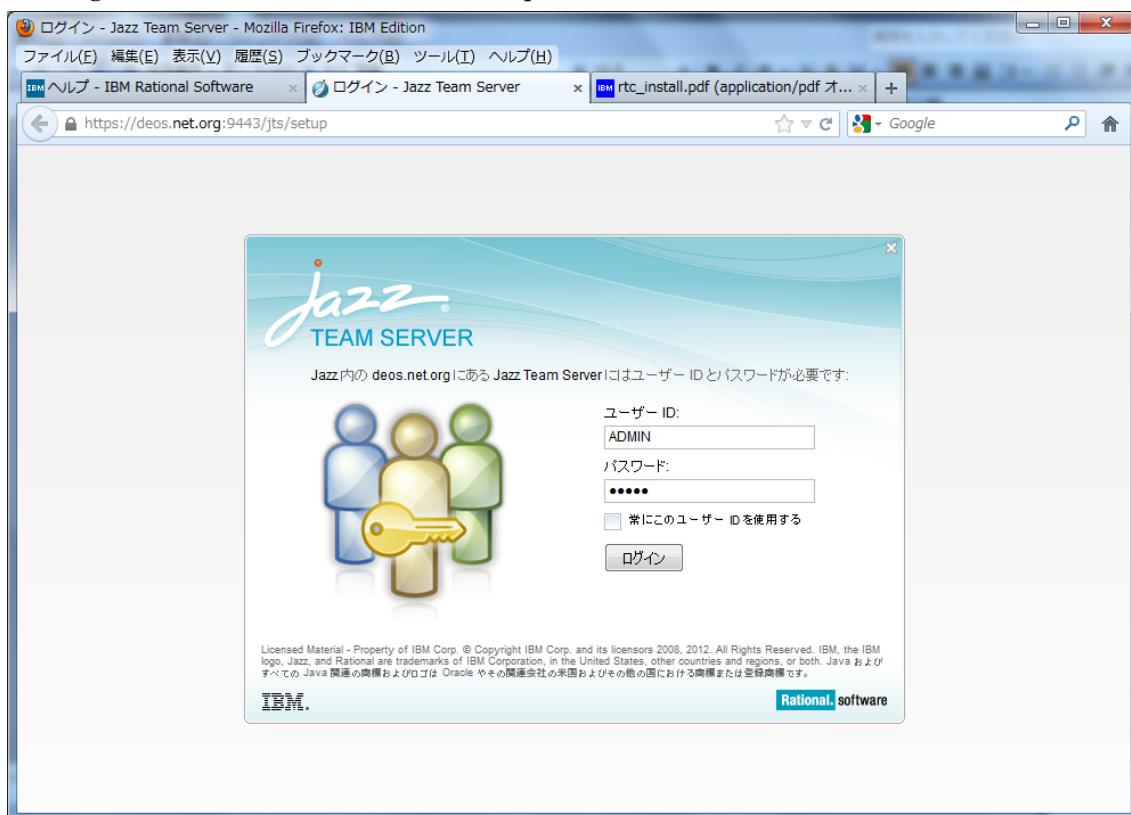 ログイン - Jazz Team Server - Mozilla Firefox: IBM Edition
ファイル(F) 編集(E) 表示(V) 履歴(S) ブックマーク(B) ツール(T) ヘルプ(H)
IBM ヘルプ - IBM Rational Software × ログイン - Jazz Team Server × IBM rtc_install.pdf (application/pdf オ... × +
https://deos.net.org:9443/jts/setup Google
Jazz
TEAM SERVER
Jazz内の deos.net.org にある Jazz Team Server にはユーザー ID とパスワードが必要です:
ユーザー ID:
ADMIN
パスワード:
●●●●●
常にこのユーザー ID を使用する
ログイン
Licensed Material - Property of IBM Corp. © Copyright IBM Corp. and its licensors 2008, 2012. All Rights Reserved. IBM, the IBM
logo, Jazz, and Rational are trademarks of IBM Corporation, in the United States, other countries and regions, or both. Java および
すべての Java 関連の商標およびロゴは Oracle やその関連会社の米国およびその他の国における商標または登録商標です。
IBM. Rational. software